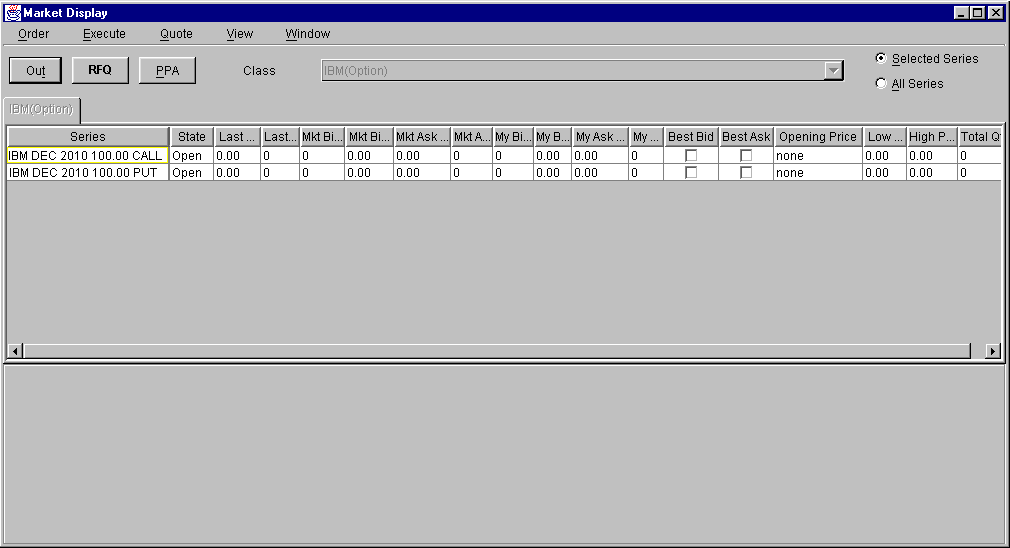 Market Display
Order Execute Quote View Window
Out RFQ PPA Class IBM(Option) Selected Series
All Series
IBM(Option)
Series State Last ... Last... Mkt Bi... Mkt Bi... Mkt Ask ... Mkt A... My Bi... My B... My Ask ... My ... Best Bid Best Ask Opening Price Low ... High P... Total Q
IBM DEC 2010 100.00 CALL Open 0.00 0 0 0.00 0.00 0 0 0.00 0.00 0 none 0.00 0.00 0
IBM DEC 2010 100.00 PUT Open 0.00 0 0 0.00 0.00 0 0 0.00 0.00 0 none 0.00 0.00 0